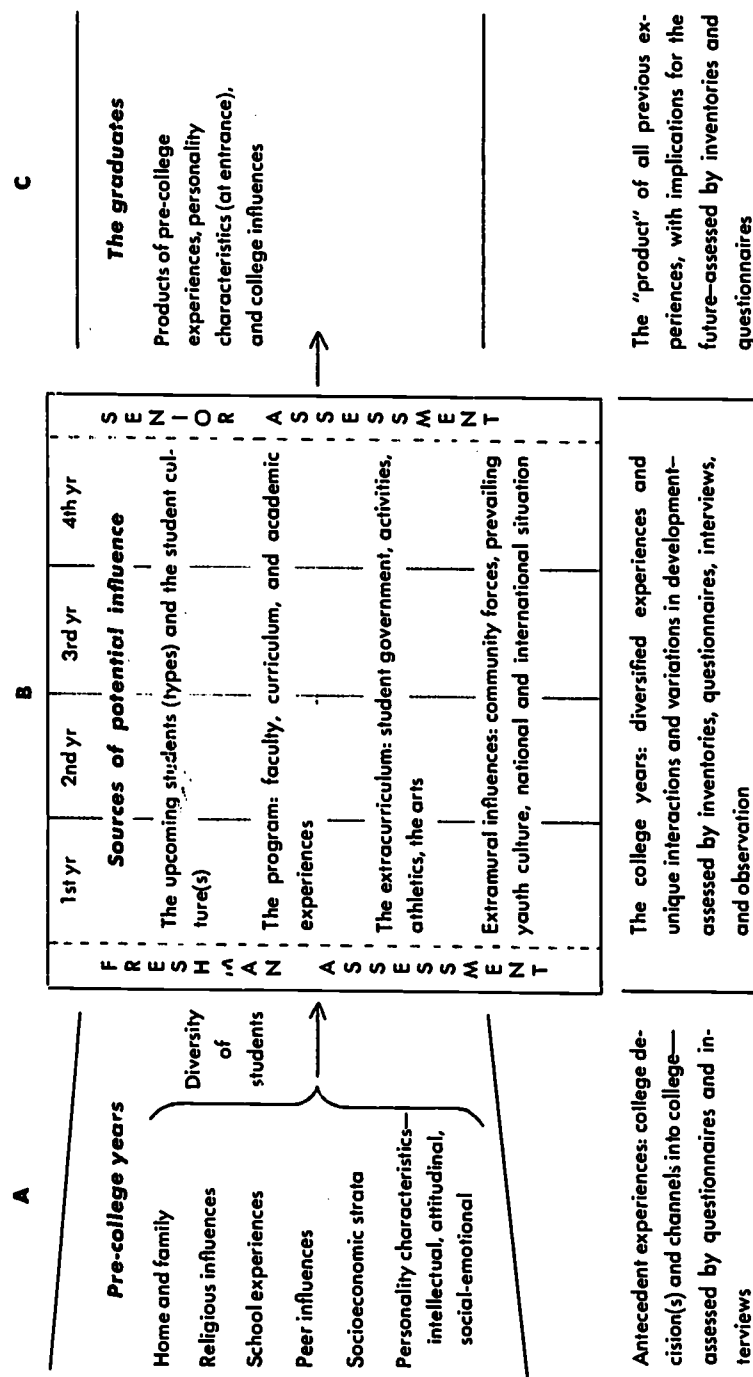 A
Pre-college years
Home and family
Religious influences
School experiences
Peer influences
Socioeconomic strata
Personality characteristics—
intellectual, attitudinal,
social-emotional
Diversity
of
students
Antecedent experiences: college de-
cision(s) and channels into college—
assessed by questionnaires and in-
terviews
B
1st yr 2nd yr 3rd yr 4th yr
FRESHMAN ASSESSMENT
Sources of potential influence
The upcoming students (types) and the student cul-
ture(s)
The program: faculty, curriculum, and academic
experiences
The extracurriculum: student government, activities,
athletics, the arts
Extramural influences: community forces, prevailing
youth culture, national and international situation
SENIOR ASSESSMENT
The college years: diversified experiences and
unique interactions and variations in development—
assessed by inventories, questionnaires, interviews,
and observation
C
The graduates
Products of pre-college
experiences, personality
characteristics (at entrance),
and college influences
The "product" of all previous ex-
periences, with implications for the
future—assessed by inventories and
questionnaires